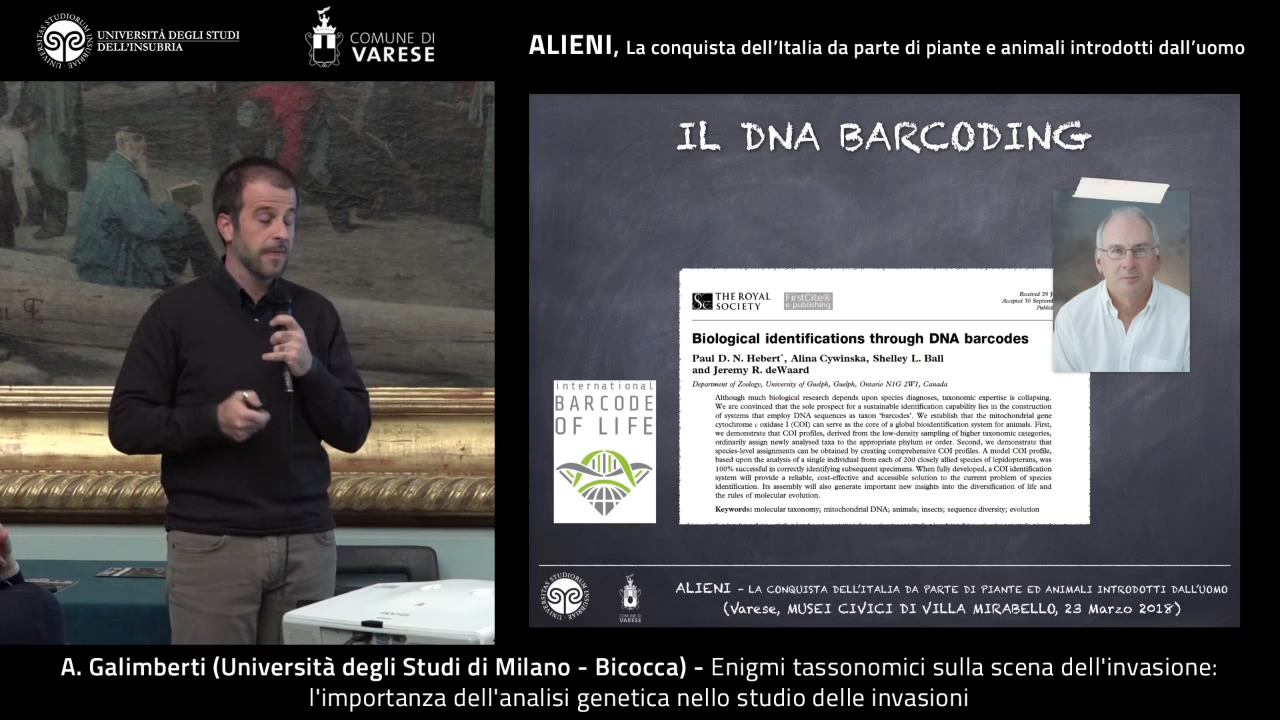 UNIVERSITÀ DEGLI STUDI
DELL'INSUBRIA
COMUNE DI
VARESE
ALIENI, La conquista dell'Italia da parte di piante e animali introdotti dall'uomo
IL DNA BARCODING
THE ROYAL
SOCIETY
FirstCite
e-publishing
Received 29
Accepted 30
Biological identifications through DNA barcodes
Paul D. N. Hebert*, Alina Cywinska, Shelley L. Ball
and Jeremy R. deWaard
Department of Zoology, University of Guelph, Guelph, Ontario N1G 2W1, Canada
Although much biological research depends upon species diagnoses, taxonomic expertise is collapsing.
We are convinced that the sole prospect for a sustainable identification capability lies in the construction
of systems that employ DNA sequences as taxon 'barcodes'. We establish that the mitochondrial gene
cytochrome c oxidase I (COI) can serve as the core of a global bioidentification system for animals. First,
we demonstrate that COI profiles, derived from the low-density sampling of higher taxonomic categories,
ordinarily assign newly analysed taxa to the appropriate phylum or order. Second, we demonstrate that
species-level assignments can be obtained by creating comprehensive COI profiles. A model COI profile,
based upon the analysis of a single individual from each of 200 closely allied species of lepidopterans, was
100% successful in correctly identifying subsequent specimens. When fully developed, a COI identification
system will provide a reliable, cost-effective and accessible solution to the current problem of species
identification. Its assembly will also generate important new insights into the diversification of life and
the rules of molecular evolution.
Keywords: molecular taxonomy; mitochondrial DNA; animals; insects; sequence diversity; evolution
international
BARCODE
OF LIFE
COMUNE DI
VARESE
ALIENI - LA CONQUISTA DELL'ITALIA DA PARTE DI PIANTE ED ANIMALI INTRODOTTI DALL'UOMO
(Varese, MUSEI CIVICI DI VILLA MIRABELLO, 23 Marzo 2018)
A. Galimberti (Università degli Studi di Milano - Bicocca) - Enigmi tassonomici sulla scena dell'invasione:
l'importanza dell'analisi genetica nello studio delle invasioni